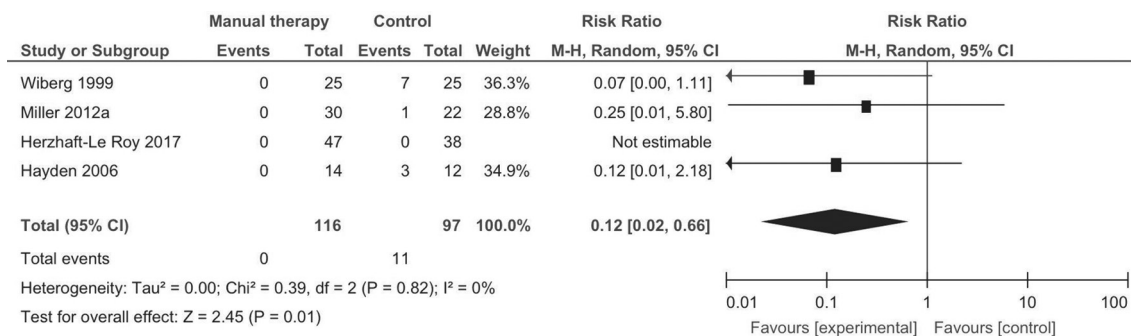 Manual therapy Control Risk Ratio Risk Ratio
Study or Subgroup Events Total Events Total Weight M-H, Random, 95% CI M-H, Random, 95% CI
Wiberg 1999 0 25 7 25 36.3% 0.07 [0.00, 1.11]
Miller 2012a 0 30 1 22 28.8% 0.25 [0.01, 5.80]
Herzhaft-Le Roy 2017 0 47 0 38 Not estimable
Hayden 2006 0 14 3 12 34.9% 0.12 [0.01, 2.18]
Total (95% CI) 116 97 100.0% 0.12 [0.02, 0.66]
Total events 0 11
Heterogeneity: Tau² = 0.00; Chi² = 0.39, df = 2 (P = 0.82); I² = 0%
Test for overall effect: Z = 2.45 (P = 0.01)
0.01 0.1 1 10 100
Favours [experimental] Favours [control]